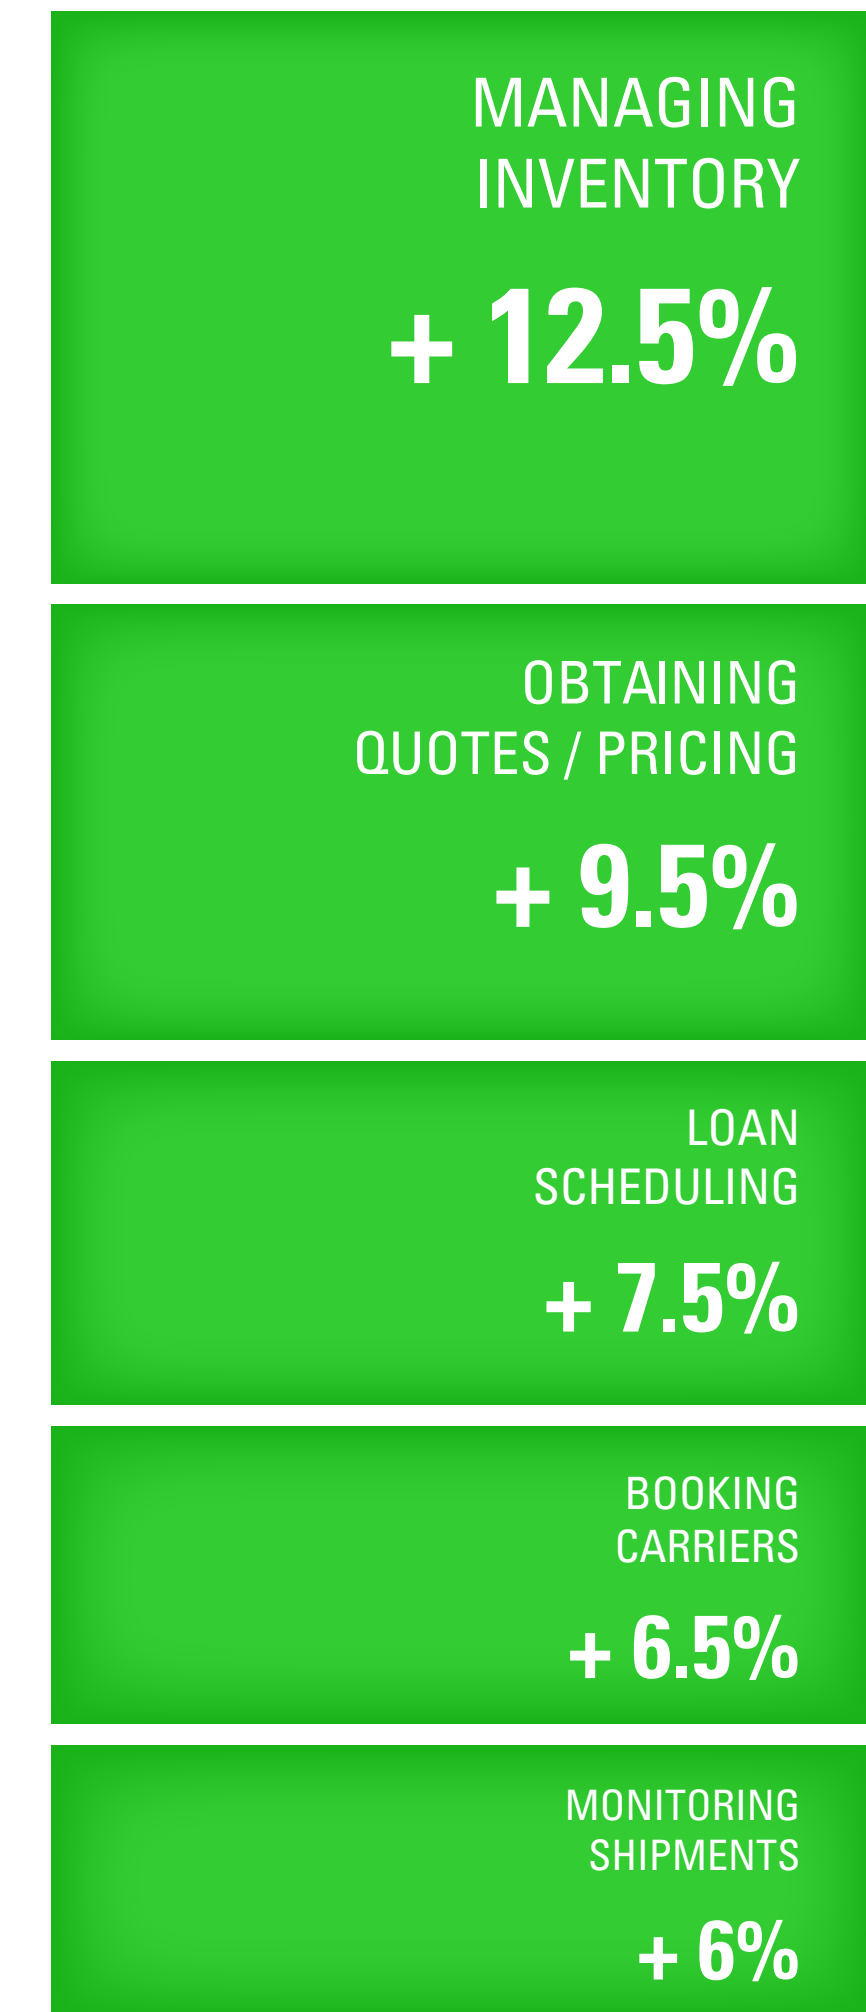 MANAGING
INVENTORY
+ 12.5%
OBTAINING
QUOTES / PRICING
+ 9.5%
LOAN
SCHEDULING
+ 7.5%
BOOKING
CARRIERS
+ 6.5%
MONITORING
SHIPMENTS
+ 6%